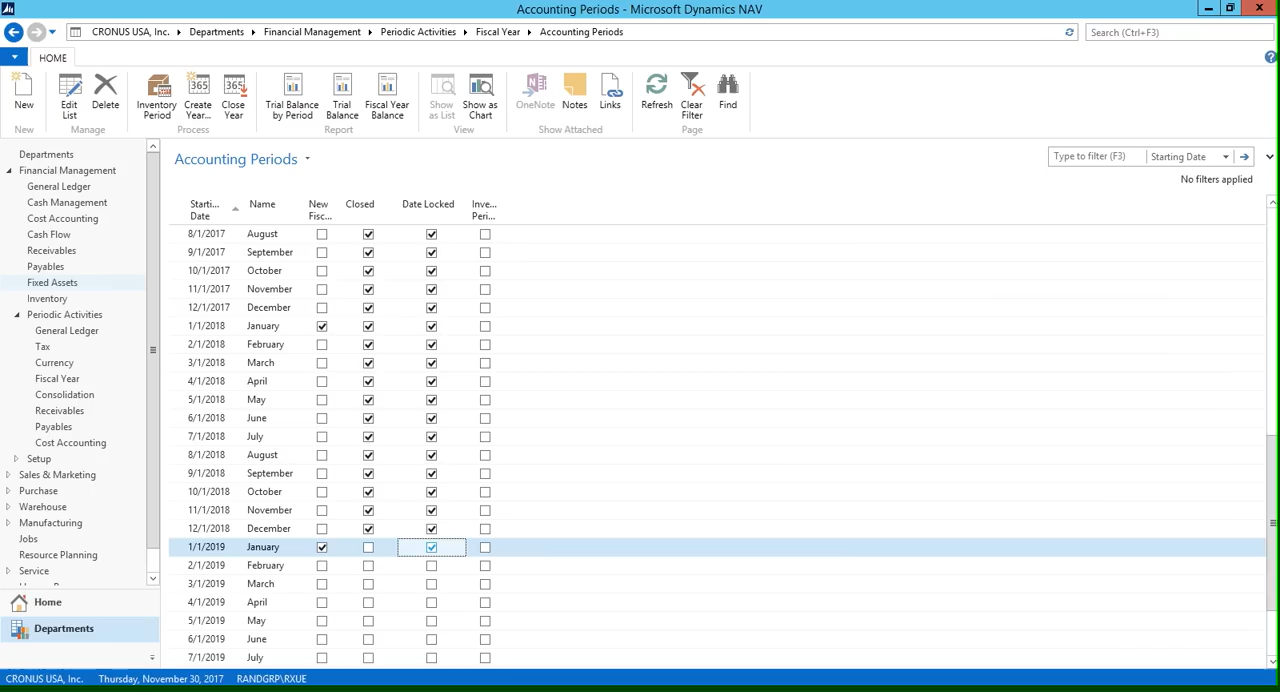 Accounting Periods - Microsoft Dynamics NAV
CRONUS USA, Inc. Departments Financial Management Periodic Activities Fiscal Year Accounting Periods Search (Ctrl+F3)
HOME
New Edit List Delete Inventory Period Create Year... Close Year Trial Balance by Period Trial Balance Fiscal Year Balance Show as List Show as Chart OneNote Notes Links Refresh Clear Filter Find
New Manage Process Report View Show Attached Page
Departments
Financial Management
General Ledger
Cash Management
Cost Accounting
Cash Flow
Receivables
Payables
Fixed Assets
Inventory
Periodic Activities
General Ledger
Tax
Currency
Fiscal Year
Consolidation
Receivables
Payables
Cost Accounting
Setup
Sales & Marketing
Purchase
Warehouse
Manufacturing
Jobs
Resource Planning
Service
Home
Departments
Accounting Periods
Type to filter (F3) Starting Date
No filters applied
Starti... Date Name New Fisc... Closed Date Locked Inve... Peri...
8/1/2017 August
9/1/2017 September
10/1/2017 October
11/1/2017 November
12/1/2017 December
1/1/2018 January
2/1/2018 February
3/1/2018 March
4/1/2018 April
5/1/2018 May
6/1/2018 June
7/1/2018 July
8/1/2018 August
9/1/2018 September
10/1/2018 October
11/1/2018 November
12/1/2018 December
1/1/2019 January
2/1/2019 February
3/1/2019 March
4/1/2019 April
5/1/2019 May
6/1/2019 June
7/1/2019 July
CRONUS USA, Inc. Thursday, November 30, 2017 RANDGRP\RXUE